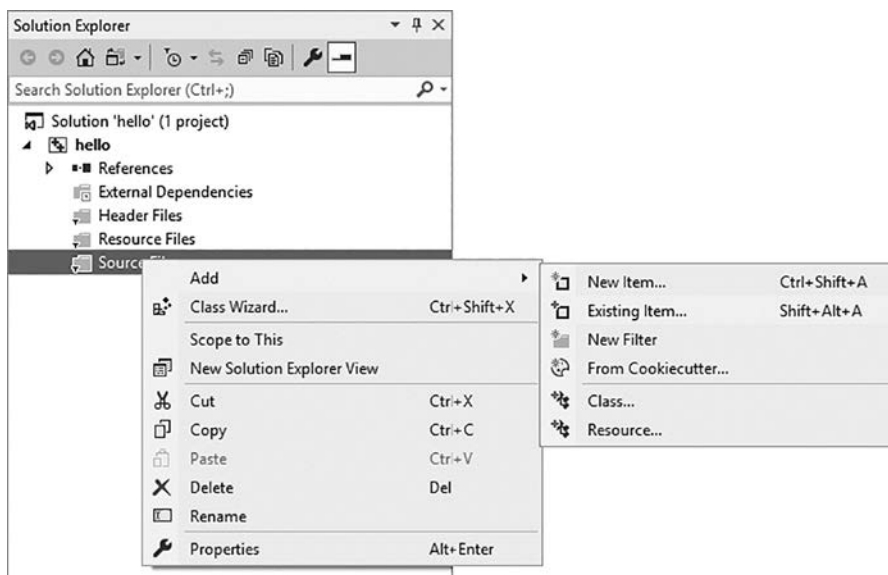 Solution Explorer
Search Solution Explorer (Ctrl+;)
Solution 'hello' (1 project)
hello
References
External Dependencies
Header Files
Resource Files
Source
Add
Class Wizard... Ctrl+Shift+X
Scope to This
New Solution Explorer View
Cut Ctrl+X
Copy Ctrl+C
Paste Ctrl+V
Delete Del
Rename
Properties Alt+Enter
New Item... Ctrl+Shift+A
Existing Item... Shift+Alt+A
New Filter
From Cookiecutter...
Class...
Resource...